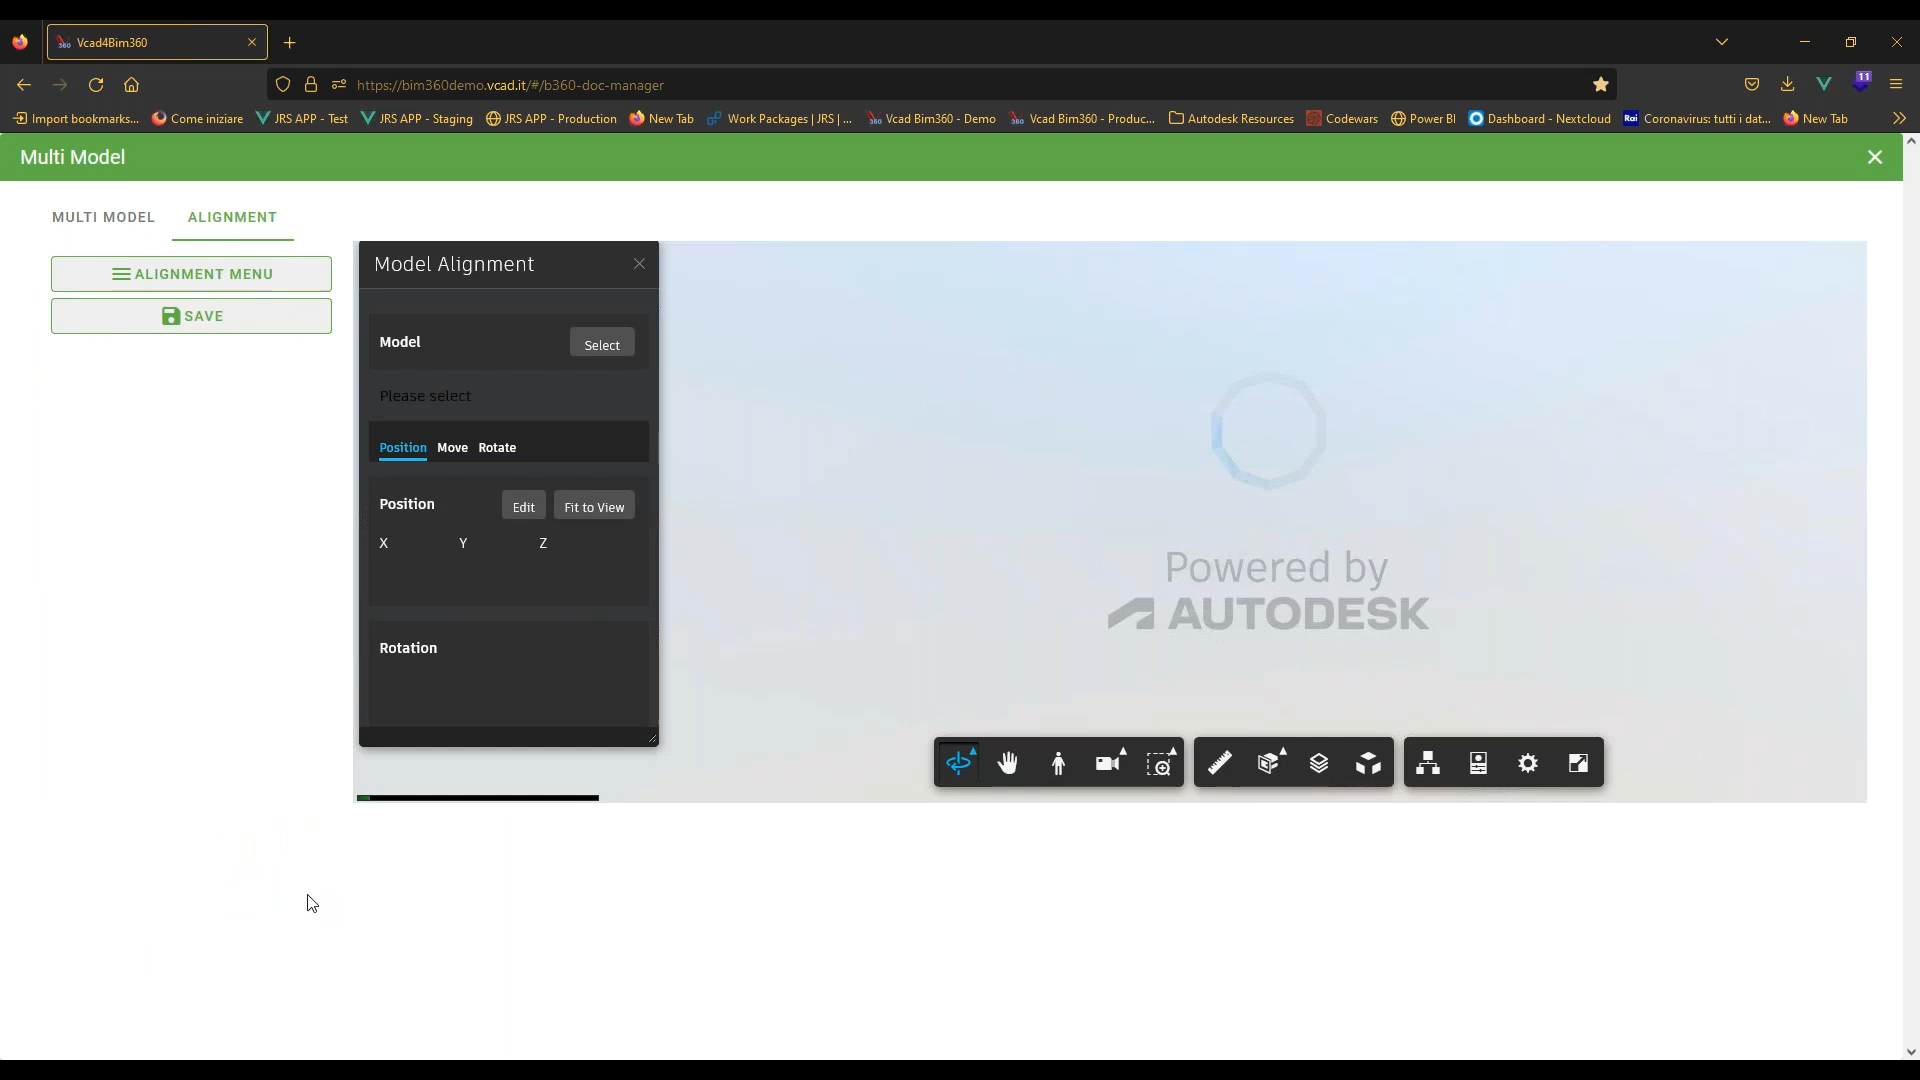 Vcad4Bim360
https://bim360demo.vcad.it/#/b360-doc-manager
11
Import bookmarks... Come iniziare JRS APP - Test JRS APP - Staging JRS APP - Production New Tab Work Packages | JRS | ... Vcad Bim360 - Demo Vcad Bim360 - Produc... Autodesk Resources Codewars Power BI Dashboard - Nextcloud Rai Coronavirus: tutti i dat... New Tab
Multi Model
MULTI MODEL ALIGNMENT
ALIGNMENT MENU
SAVE
Model Alignment
Model Select
Please select
Position Move Rotate
Position Edit Fit to View
X Y Z
Rotation
Powered by
AUTODESK